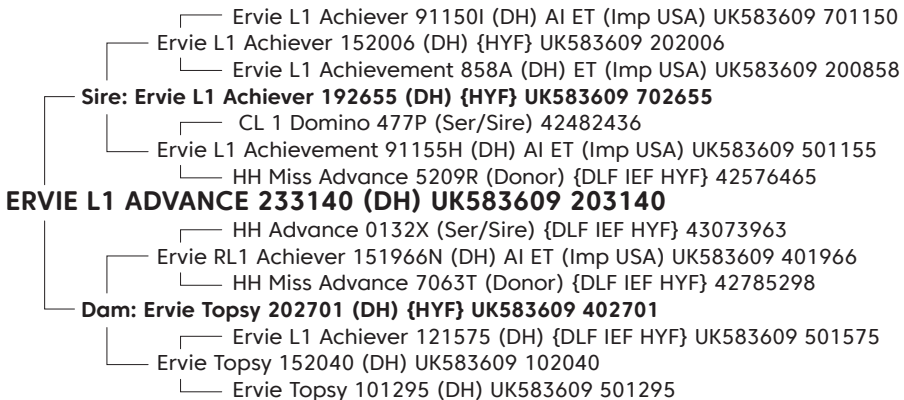 Ervie L1 Achiever 91150I (DH) AI ET (Imp USA) UK583609 701150
Ervie L1 Achiever 152006 (DH) {HYF} UK583609 202006
Ervie L1 Achievement 858A (DH) ET (Imp USA) UK583609 200858
Sire: Ervie L1 Achiever 192655 (DH) {HYF} UK583609 702655
CL 1 Domino 477P (Ser/Sire) 42482436
Ervie L1 Achievement 91155H (DH) AI ET (Imp USA) UK583609 501155
HH Miss Advance 5209R (Donor) {DLF IEF HYF} 42576465
ERVIE L1 ADVANCE 233140 (DH) UK583609 203140
HH Advance 0132X (Ser/Sire) {DLF IEF HYF} 43073963
Ervie RL1 Achiever 151966N (DH) AI ET (Imp USA) UK583609 401966
HH Miss Advance 7063T (Donor) {DLF IEF HYF} 42785298
Dam: Ervie Topsy 202701 (DH) {HYF} UK583609 402701
Ervie L1 Achiever 121575 (DH) {DLF IEF HYF} UK583609 501575
Ervie Topsy 152040 (DH) UK583609 102040
Ervie Topsy 101295 (DH) UK583609 501295